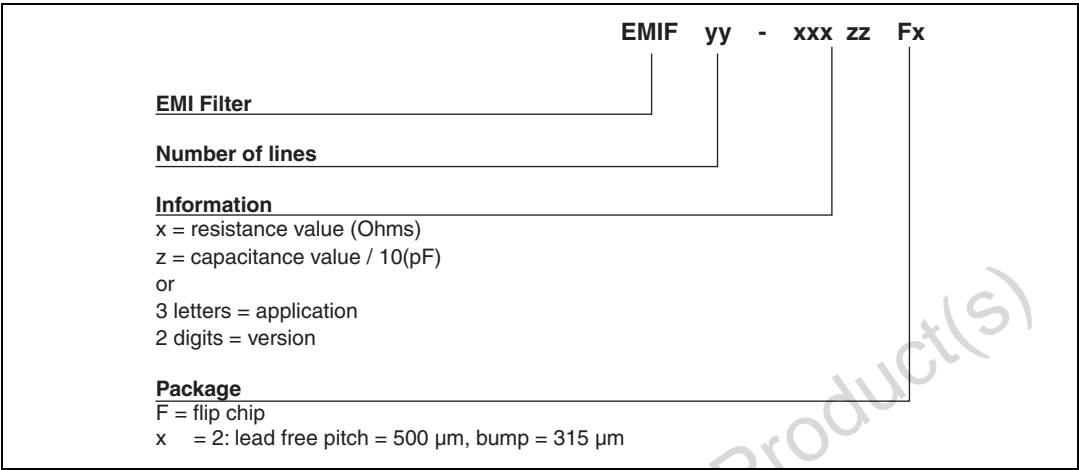 EMIF yy - xxx zz Fx
EMI Filter
Number of lines
Information
x = resistance value (Ohms)
z = capacitance value / 10(pF)
or
3 letters = application
2 digits = version
Package
F = flip chip
x = 2: lead free pitch = 500 µm, bump = 315 µm
Product(s)